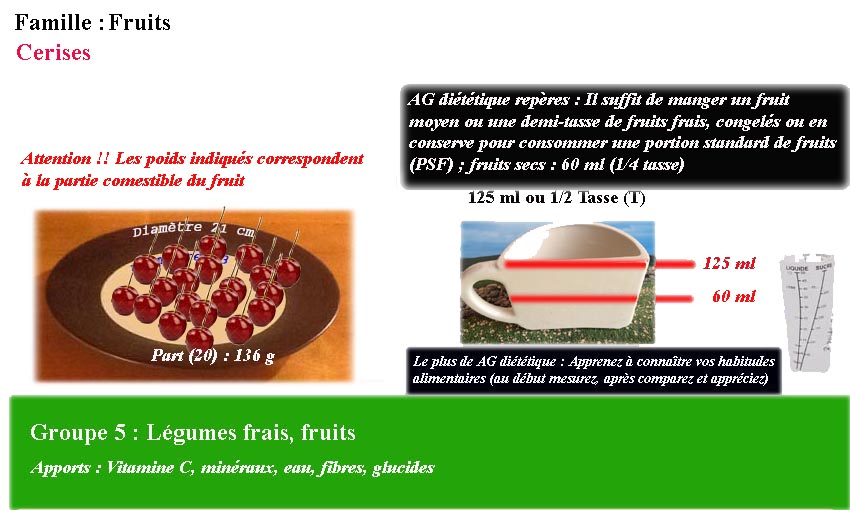 Famille : Fruits
Cerises
AG diététique repères : Il suffit de manger un fruit
moyen ou une demi-tasse de fruits frais, congelés ou en
conserve pour consommer une portion standard de fruits
(PSF) ; fruits secs : 60 ml (1/4 tasse)
Attention !! Les poids indiqués correspondent
à la partie comestible du fruit
125 ml ou 1/2 Tasse (T)
Diamètre 21 cm
Part (20) : 136 g
125 ml
60 ml
LIQUIDE SUCRE
Le plus de AG diététique : Apprenez à connaître vos habitudes
alimentaires (au début mesurez, après comparez et appréciez)
Groupe 5 : Légumes frais, fruits
Apports : Vitamine C, minéraux, eau, fibres, glucides